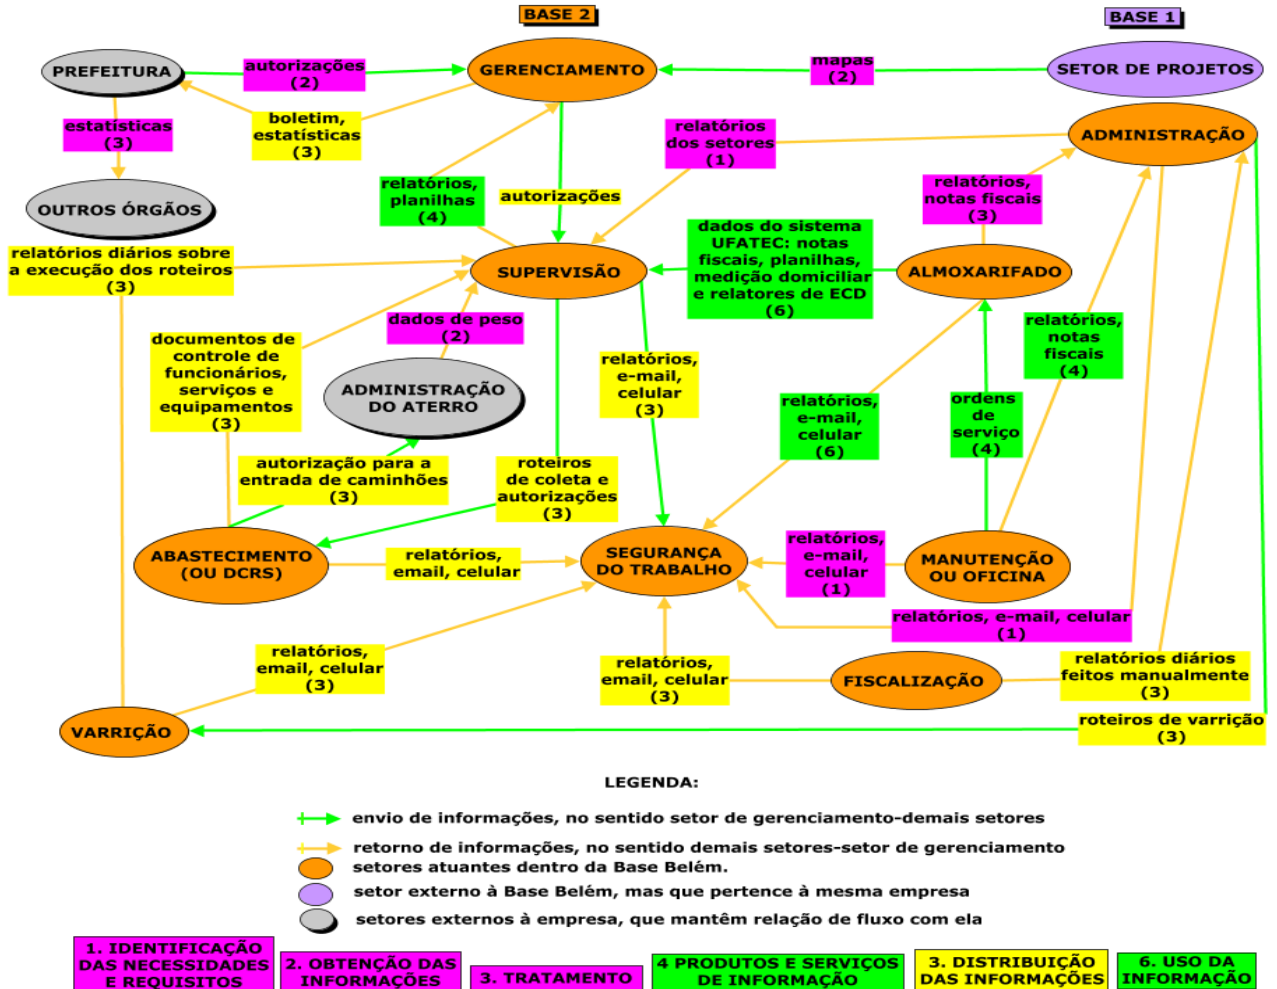 BASE 2
BASE 1
PREFEITURA
autorizações
(2)
GERENCIAMENTO
mapas
(2)
SETOR DE PROJETOS
estatísticas
(3)
boletim,
estatísticas
(3)
relatórios
dos setores
(1)
ADMINISTRAÇÃO
OUTROS ÓRGÃOS
relatórios,
planilhas
(4)
autorizações
relatórios,
notas fiscais
(3)
relatórios diários sobre
a execução dos roteiros
(3)
SUPERVISÃO
dados do sistema
UFATEC: notas
fiscais, planilhas,
medição domiciliar
e relatores de ECD
(6)
ALMOXARIFADO
documentos de
controle de
funcionários,
serviços e
equipamentos
(3)
dados de peso
(2)
ADMINISTRAÇÃO
DO ATERRO
relatórios,
e-mail,
celular
(3)
relatórios,
e-mail,
celular
(6)
ordens
de
serviço
(4)
relatórios,
notas
fiscais
(4)
autorização para a
entrada de caminhões
(3)
roteiros
de coleta e
autorizações
(3)
ABASTECIMENTO
(OU DCRS)
relatórios,
email, celular
SEGURANÇA
DO TRABALHO
relatórios,
e-mail,
celular
(1)
MANUTENÇÃO
OU OFICINA
relatórios, e-mail, celular
(1)
relatórios,
email, celular
(3)
relatórios,
email, celular
(3)
FISCALIZAÇÃO
relatórios diários
feitos manualmente
(3)
VARRIÇÃO
roteiros de varrição
(3)
LEGENDA:
envio de informações, no sentido setor de gerenciamento-demais setores
retorno de informações, no sentido demais setores-setor de gerenciamento
setores atuantes dentro da Base Belém.
setor externo à Base Belém, mas que pertence à mesma empresa
setores externos à empresa, que mantêm relação de fluxo com ela
1. IDENTIFICAÇÃO
DAS NECESSIDADES
E REQUISITOS
2. OBTENÇÃO DAS
INFORMAÇÕES
3. TRATAMENTO
4 PRODUTOS E SERVIÇOS
DE INFORMAÇÃO
3. DISTRIBUIÇÃO
DAS INFORMAÇÕES
6. USO DA
INFORMAÇÃO